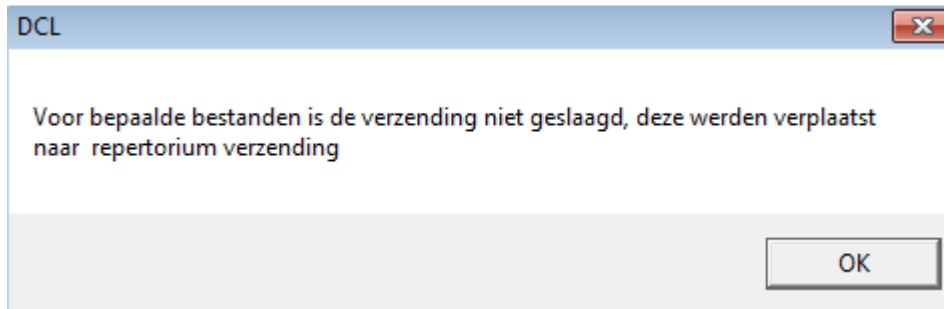 DCL
Voor bepaalde bestanden is de verzending niet geslaagd, deze werden verplaatst
naar  repertorium verzending
OK